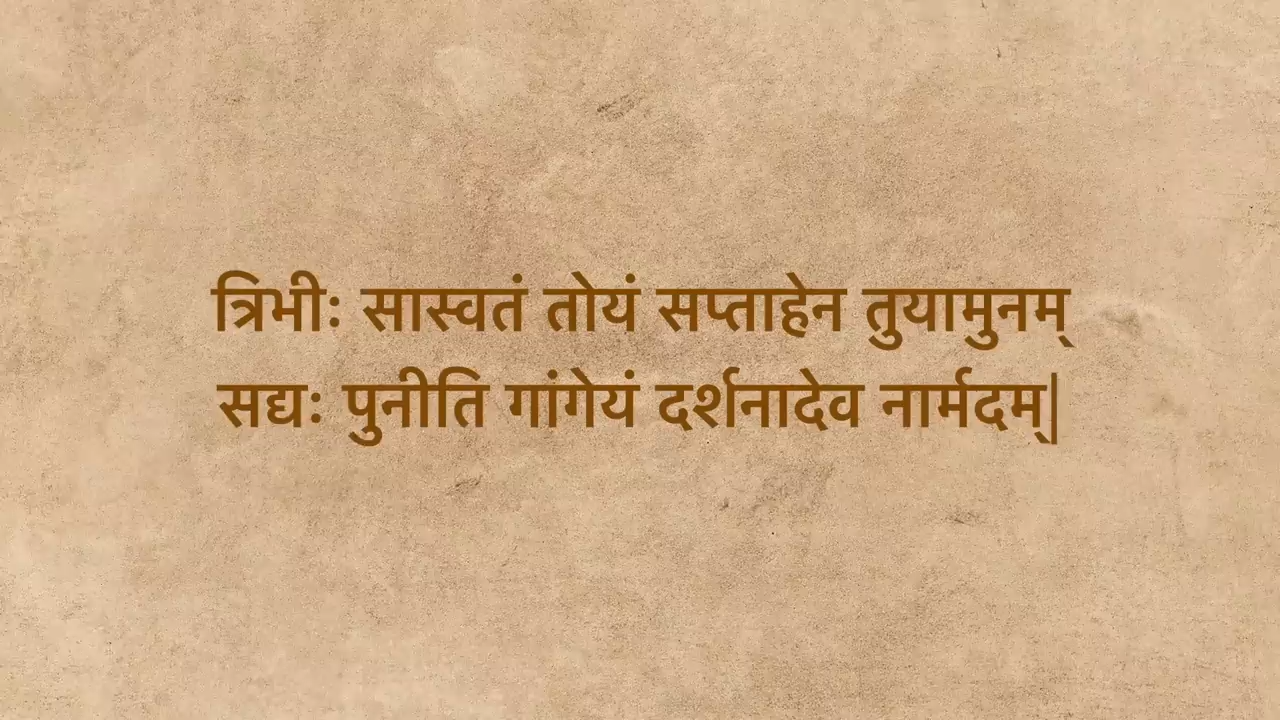 त्रिभीः सास्वतं तोयं सप्ताहेन तुयामुनम्
सद्यः पुनीति गांगेयं दर्शनादेव नार्मदम्|